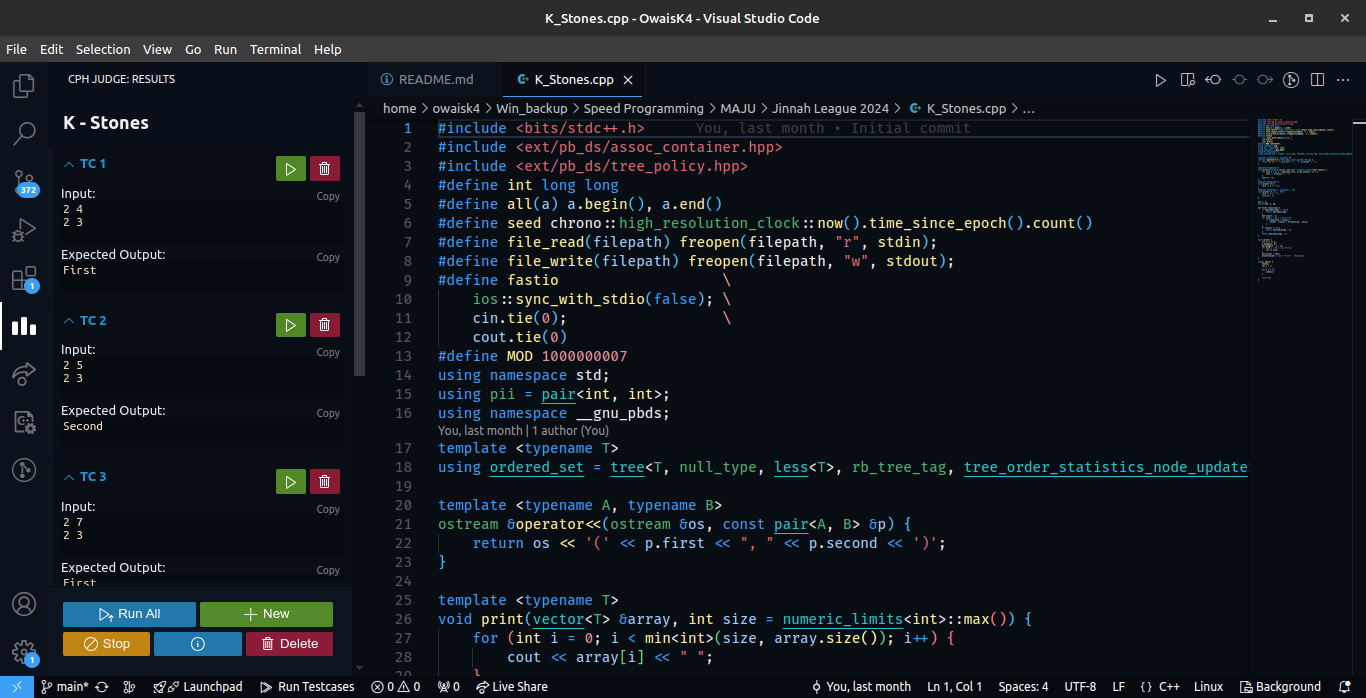 K_Stones.cpp - OwaisK4 - Visual Studio Code
File Edit Selection View Go Run Terminal Help
CPH JUDGE: RESULTS
K - Stones
TC 1
Input:
Copy
2 4
2 3
Expected Output:
Copy
First
TC 2
Input:
Copy
2 5
2 3
Expected Output:
Copy
Second
TC 3
Input:
Copy
2 7
2 3
Expected Output:
Copy
First
Run All
New
Stop
Delete
372
1
1
README.md
K_Stones.cpp
home > owaisk4 > Win_backup > Speed Programming > MAJU > Jinnah League 2024 > K_Stones.cpp > ...
1 #include <bits/stdc++.h> You, last month • Initial commit
2 #include <ext/pb_ds/assoc_container.hpp>
3 #include <ext/pb_ds/tree_policy.hpp>
4 #define int long long
5 #define all(a) a.begin(), a.end()
6 #define seed chrono::high_resolution_clock::now().time_since_epoch().count()
7 #define file_read(filepath) freopen(filepath, "r", stdin);
8 #define file_write(filepath) freopen(filepath, "w", stdout);
9 #define fastio \
10 ios::sync_with_stdio(false); \
11 cin.tie(0); \
12 cout.tie(0)
13 #define MOD 1000000007
14 using namespace std;
15 using pii = pair<int, int>;
16 using namespace __gnu_pbds;
You, last month | 1 author (You)
17 template <typename T>
18 using ordered_set = tree<T, null_type, less<T>, rb_tree_tag, tree_order_statistics_node_update
19
20 template <typename A, typename B>
21 ostream &operator<<(ostream &os, const pair<A, B> &p) {
22 return os << '(' << p.first << ", " << p.second << ')';
23 }
24
25 template <typename T>
26 void print(vector<T> &array, int size = numeric_limits<int>::max()) {
27 for (int i = 0; i < min<int>(size, array.size()); i++) {
28 cout << array[i] << " ";
29 }
main* Launchpad Run Testcases 0 0 0 Live Share You, last month Ln 1, Col 1 Spaces: 4 UTF-8 LF {} C++ Linux Background